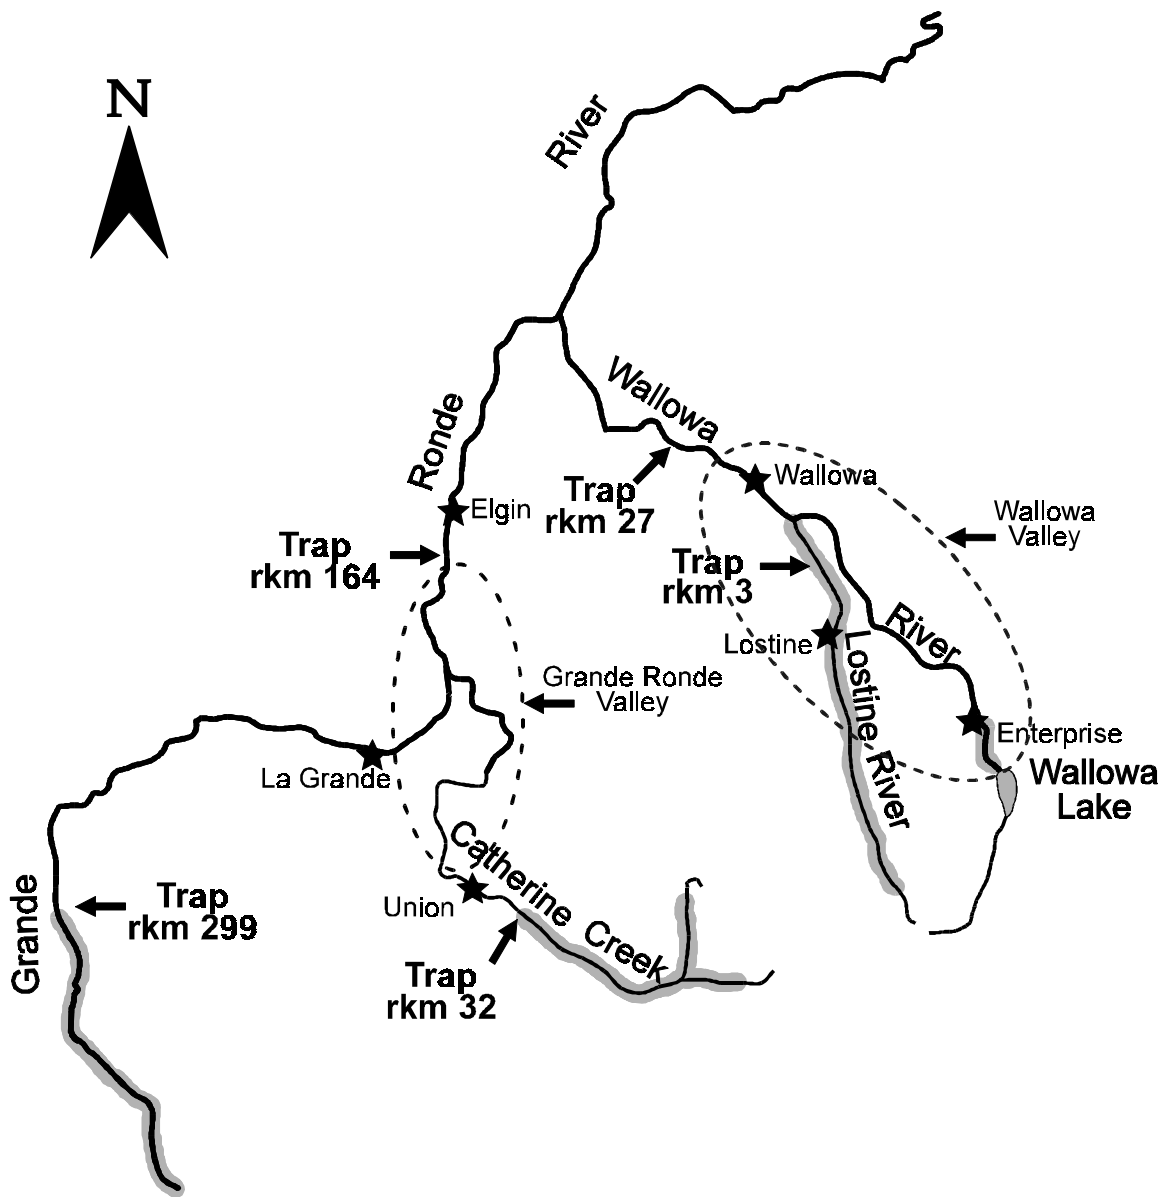 N
River
Wallowa
Ronde
Wallowa
Elgin
Trap
rkm 27
Wallowa
Valley
Trap
rkm 164
Trap
rkm 3
River
Lostine
Lostine River
Grande Ronde
Valley
Enterprise
La Grande
Wallowa
Lake
Catherine Creek
Union
Trap
rkm 299
Grande
Trap
rkm 32